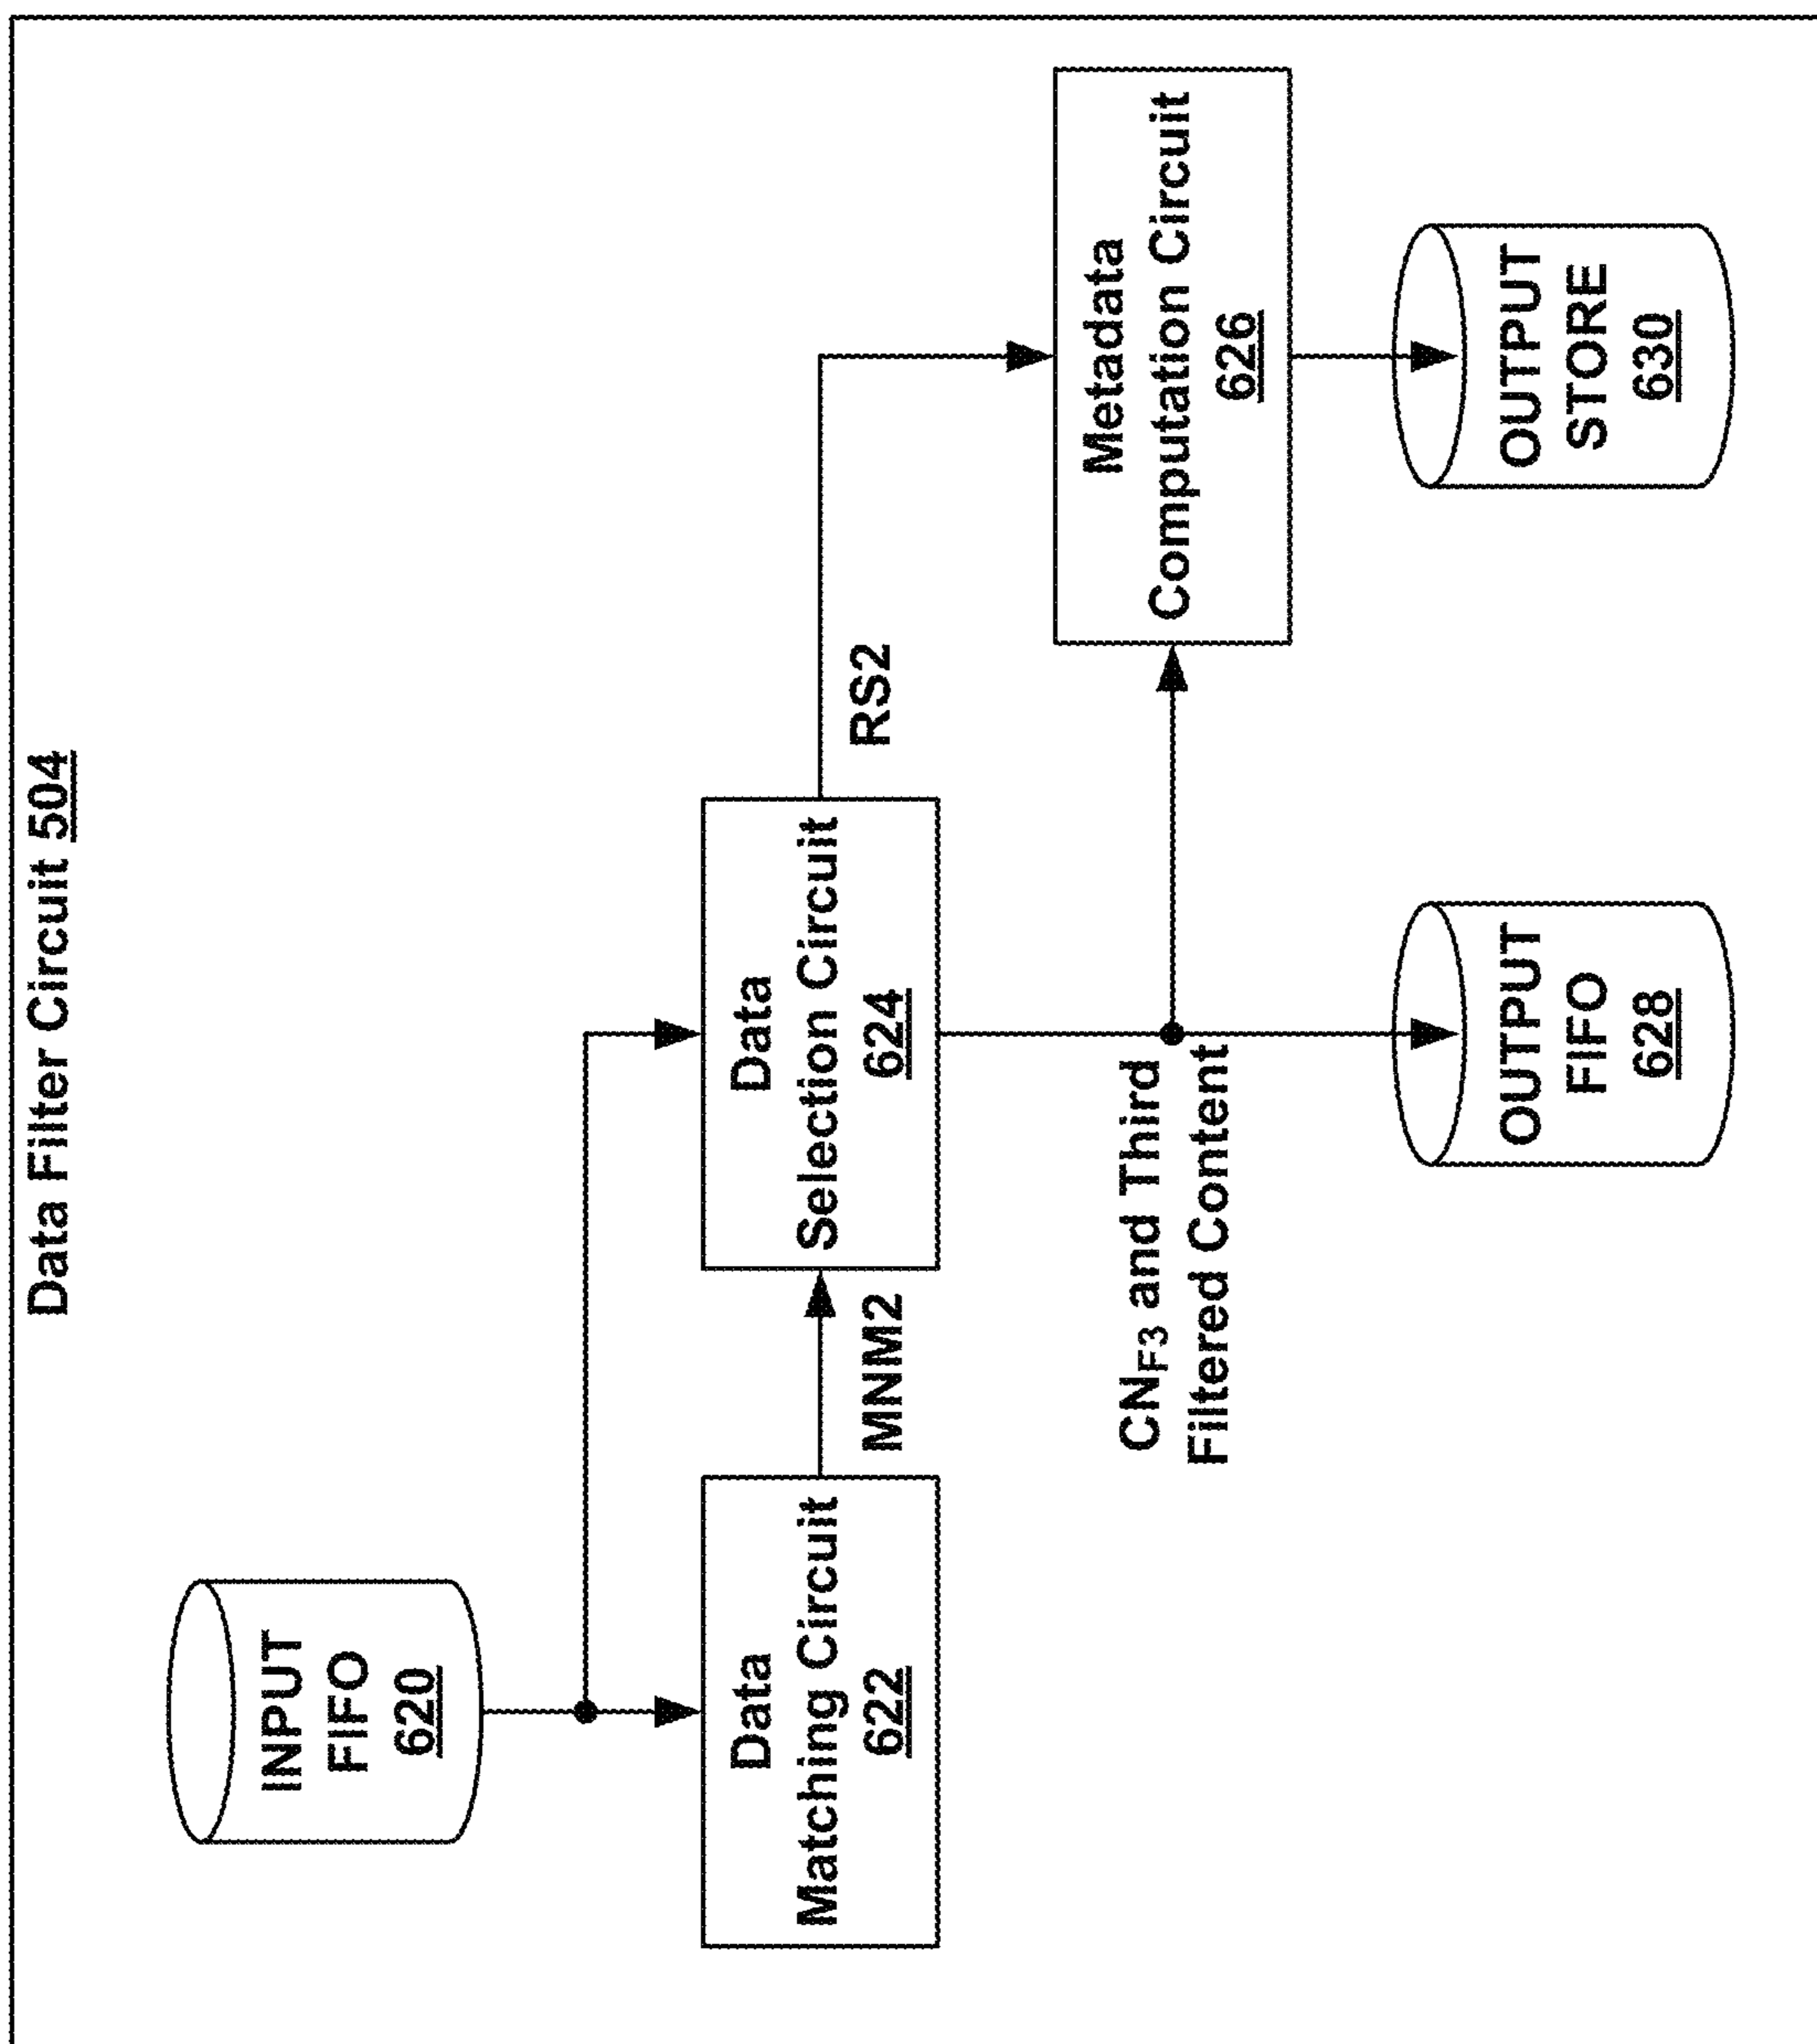 Data Filter Circuit 504
INPUT
FIFO
620
Data
Matching Circuit
622
MNM2
Data
Selection Circuit
624
RS2
CNF3 and Third
Filtered Content
Metadata
Computation Circuit
626
OUTPUT
FIFO
628
OUTPUT
STORE
630